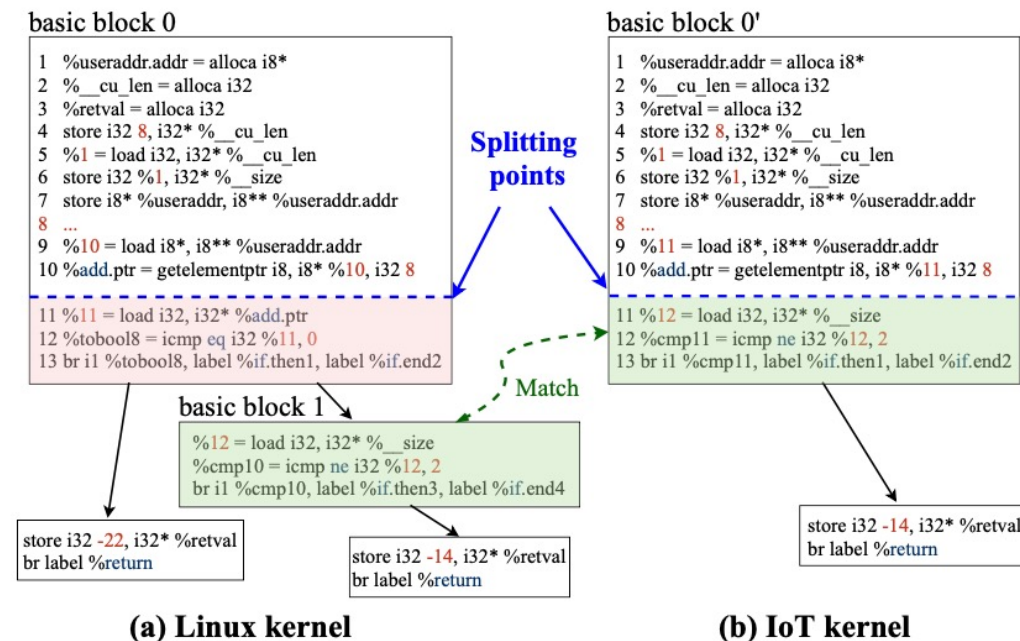 basic block 0
1 %useraddr.addr = alloca i8*
2 %__cu_len = alloca i32
3 %retval = alloca i32
4 store i32 8, i32* %__cu_len
5 %1 = load i32, i32* %__cu_len
6 store i32 %1, i32* %__size
7 store i8* %useraddr, i8** %useraddr.addr
8 ...
9 %10 = load i8*, i8** %useraddr.addr
10 %add.ptr = getelementptr i8, i8* %10, i32 8
11 %11 = load i32, i32* %add.ptr
12 %tobool8 = icmp eq i32 %11, 0
13 br i1 %tobool8, label %if.then1, label %if.end2
basic block 1
%12 = load i32, i32* %__size
%cmp10 = icmp ne i32 %12, 2
br i1 %cmp10, label %if.then3, label %if.end4
store i32 -22, i32* %retval
br label %return
store i32 -14, i32* %retval
br label %return
(a) Linux kernel
Splitting
points
Match
basic block 0'
1 %useraddr.addr = alloca i8*
2 %__cu_len = alloca i32
3 %retval = alloca i32
4 store i32 8, i32* %__cu_len
5 %1 = load i32, i32* %__cu_len
6 store i32 %1, i32* %__size
7 store i8* %useraddr, i8** %useraddr.addr
8 ...
9 %11 = load i8*, i8** %useraddr.addr
10 %add.ptr = getelementptr i8, i8* %11, i32 8
11 %12 = load i32, i32* %__size
12 %cmp11 = icmp ne i32 %12, 2
13 br i1 %cmp11, label %if.then1, label %if.end2
store i32 -14, i32* %retval
br label %return
(b) IoT kernel